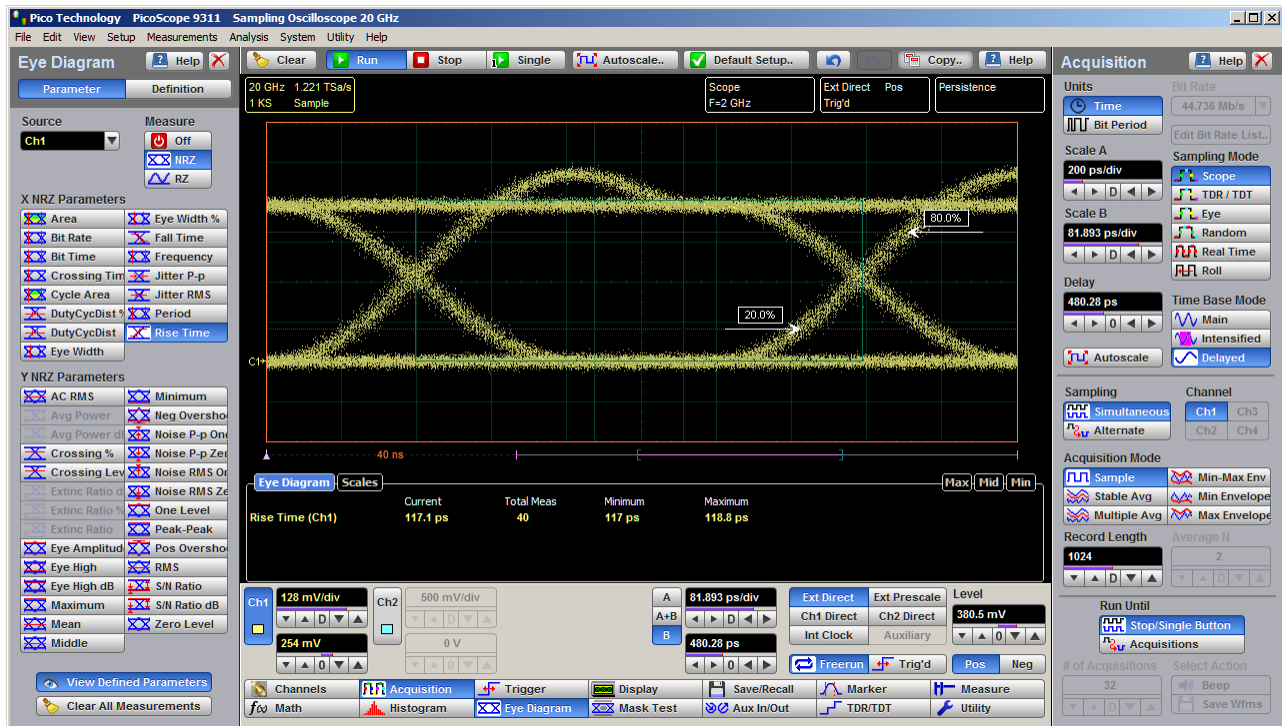 Pico Technology PicoScope 9311 Sampling Oscilloscope 20 GHz
File Edit View Setup Measurements Analysis System Utility Help
Eye Diagram Help
Parameter Definition
Source Measure
Ch1 Off
NRZ
RZ
X NRZ Parameters
Area Eye Width %
Bit Rate Fall Time
Bit Time Frequency
Crossing Tim Jitter P-p
Cycle Area Jitter RMS
DutyCycDist % Period
DutyCycDist Rise Time
Eye Width
Y NRZ Parameters
AC RMS Minimum
Avg Power Neg Oversho
Avg Power dB Noise P-p One
Crossing % Noise P-p Zer
Crossing Lev Noise RMS On
Extinc Ratio d Noise RMS Ze
Extinc Ratio % One Level
Extinc Ratio Peak-Peak
Eye Amplitud Pos Oversho
Eye High RMS
Eye High dB S/N Ratio
Maximum S/N Ratio dB
Mean Zero Level
Middle
View Defined Parameters
Clear All Measurements
Clear Run Stop Single Autoscale.. Default Setup.. Copy.. Help
20 GHz 1.221 TSa/s
1 KS Sample
Scope
F=2 GHz
Ext Direct Pos
Trig'd
Persistence
80.0%
20.0%
C1
40 ns
Eye Diagram Scales Max Mid Min
Current Total Meas Minimum Maximum
Rise Time (Ch1) 117.1 ps 40 117 ps 118.8 ps
Ch1 128 mV/div Ch2 500 mV/div
D D
254 mV 0 V
0 0
A 81.893 ps/div
A+B D
B 480.28 ps
0
Ext Direct Ext Prescale Level
Ch1 Direct Ch2 Direct 380.5 mV
Int Clock Auxiliary 0
Freerun Trig'd Pos Neg
Channels Acquisition Trigger Display Save/Recall Marker Measure
f(x) Math Histogram Eye Diagram Mask Test Aux In/Out TDR/TDT Utility
Acquisition Help
Units Bit Rate
Time 44.736 Mb/s
Bit Period Edit Bit Rate List..
Scale A Sampling Mode
200 ps/div Scope
D TDR / TDT
Scale B Eye
81.893 ps/div Random
D Real Time
Roll
Delay
480.28 ps Time Base Mode
0 Main
Intensified
Autoscale Delayed
Sampling Channel
Simultaneous Ch1 Ch3
Alternate Ch2 Ch4
Acquisition Mode
Sample Min-Max Env
Stable Avg Min Envelope
Multiple Avg Max Envelope
Record Length Average N
1024 2
D D
Run Until
Stop/Single Button
Acquisitions
# of Acquisitions Select Action
32 Beep
D Save Wfms